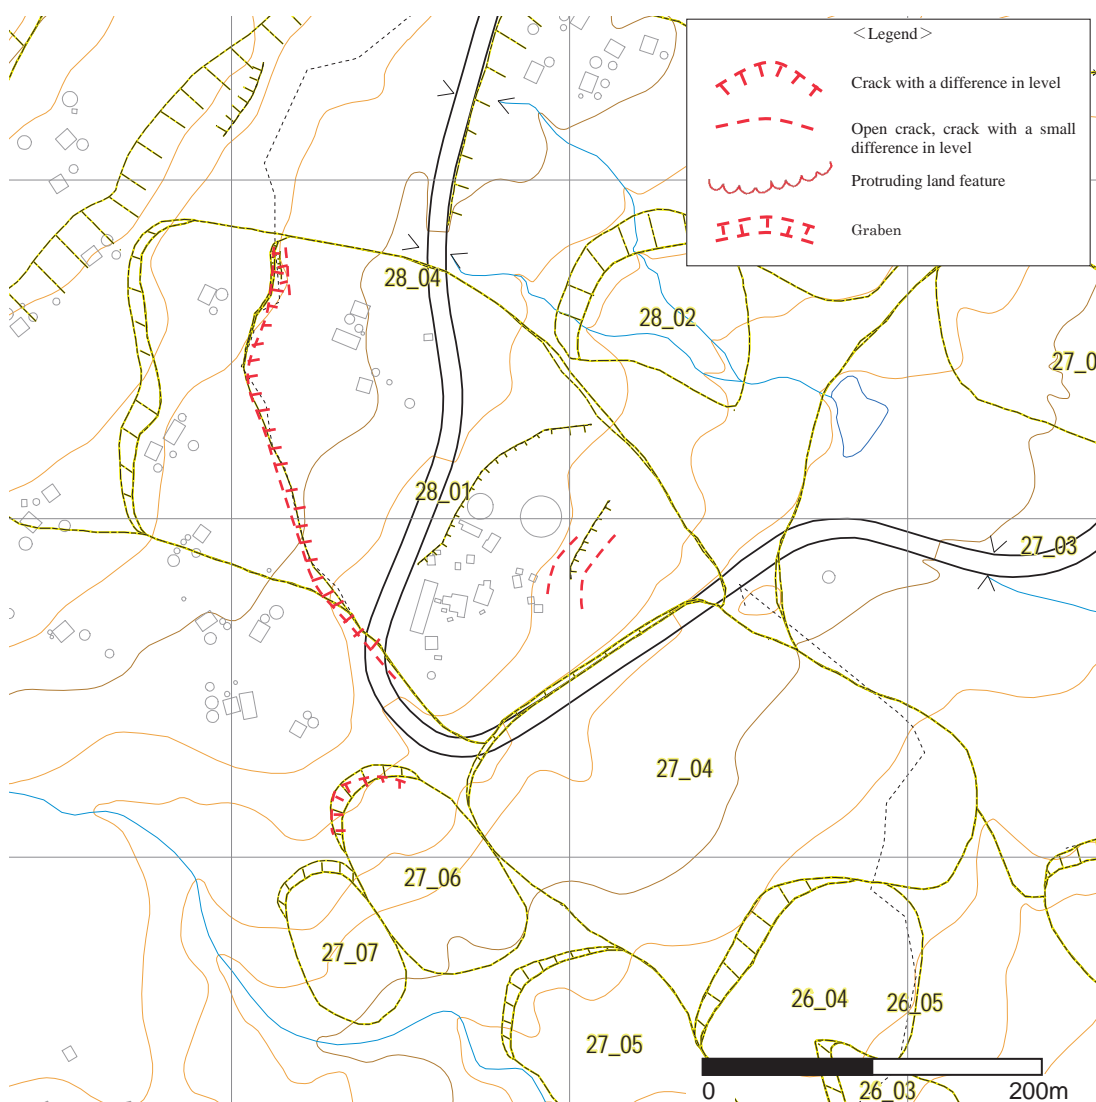 <Legend>
Crack with a difference in level
Open crack, crack with a small
difference in level
Protruding land feature
Graben
28_04
28_02
27_0
28_01
27_03
27_04
27_06
27_07
26_04
26_05
27_05
26_03
0
200m